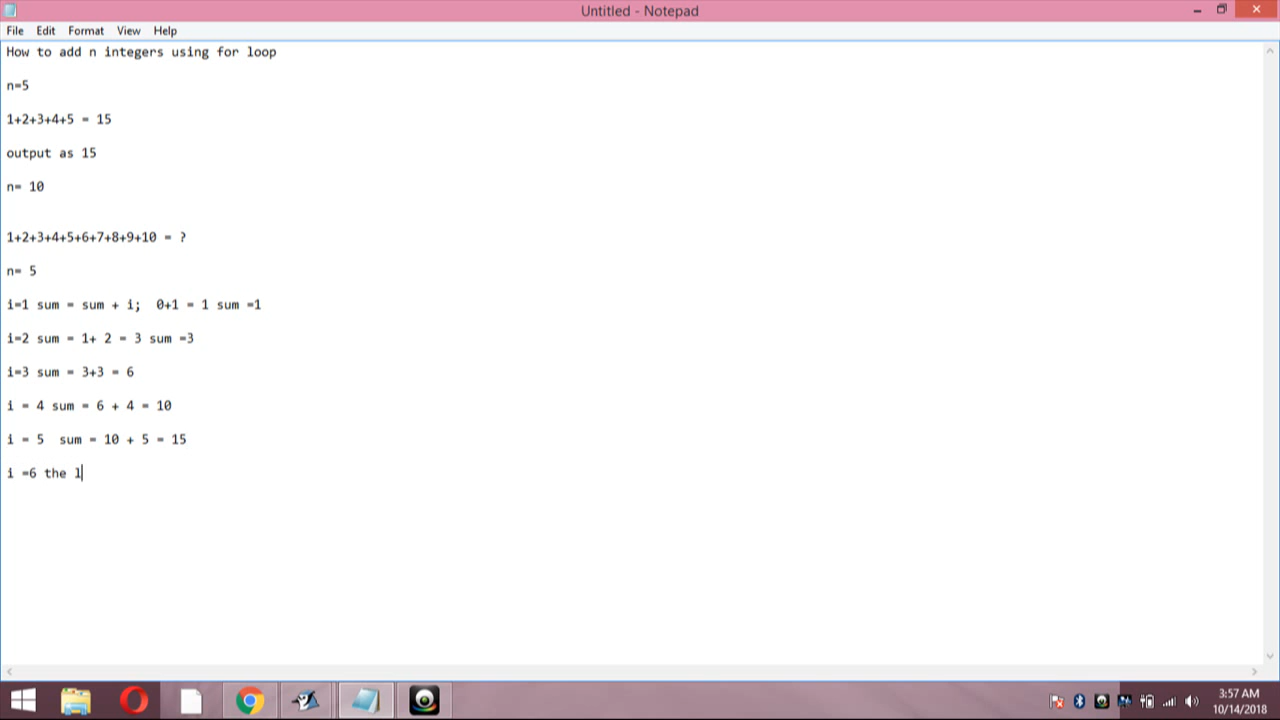 Untitled - Notepad
File Edit Format View Help
How to add n integers using for loop
n=5
1+2+3+4+5 = 15
output as 15
n= 10
1+2+3+4+5+6+7+8+9+10 = ?
n= 5
i=1 sum = sum + i;  0+1 = 1 sum =1
i=2 sum = 1+ 2 = 3 sum =3
i=3 sum = 3+3 = 6
i = 4 sum = 6 + 4 = 10
i = 5  sum = 10 + 5 = 15
i =6 the l
3:57 AM
10/14/2018